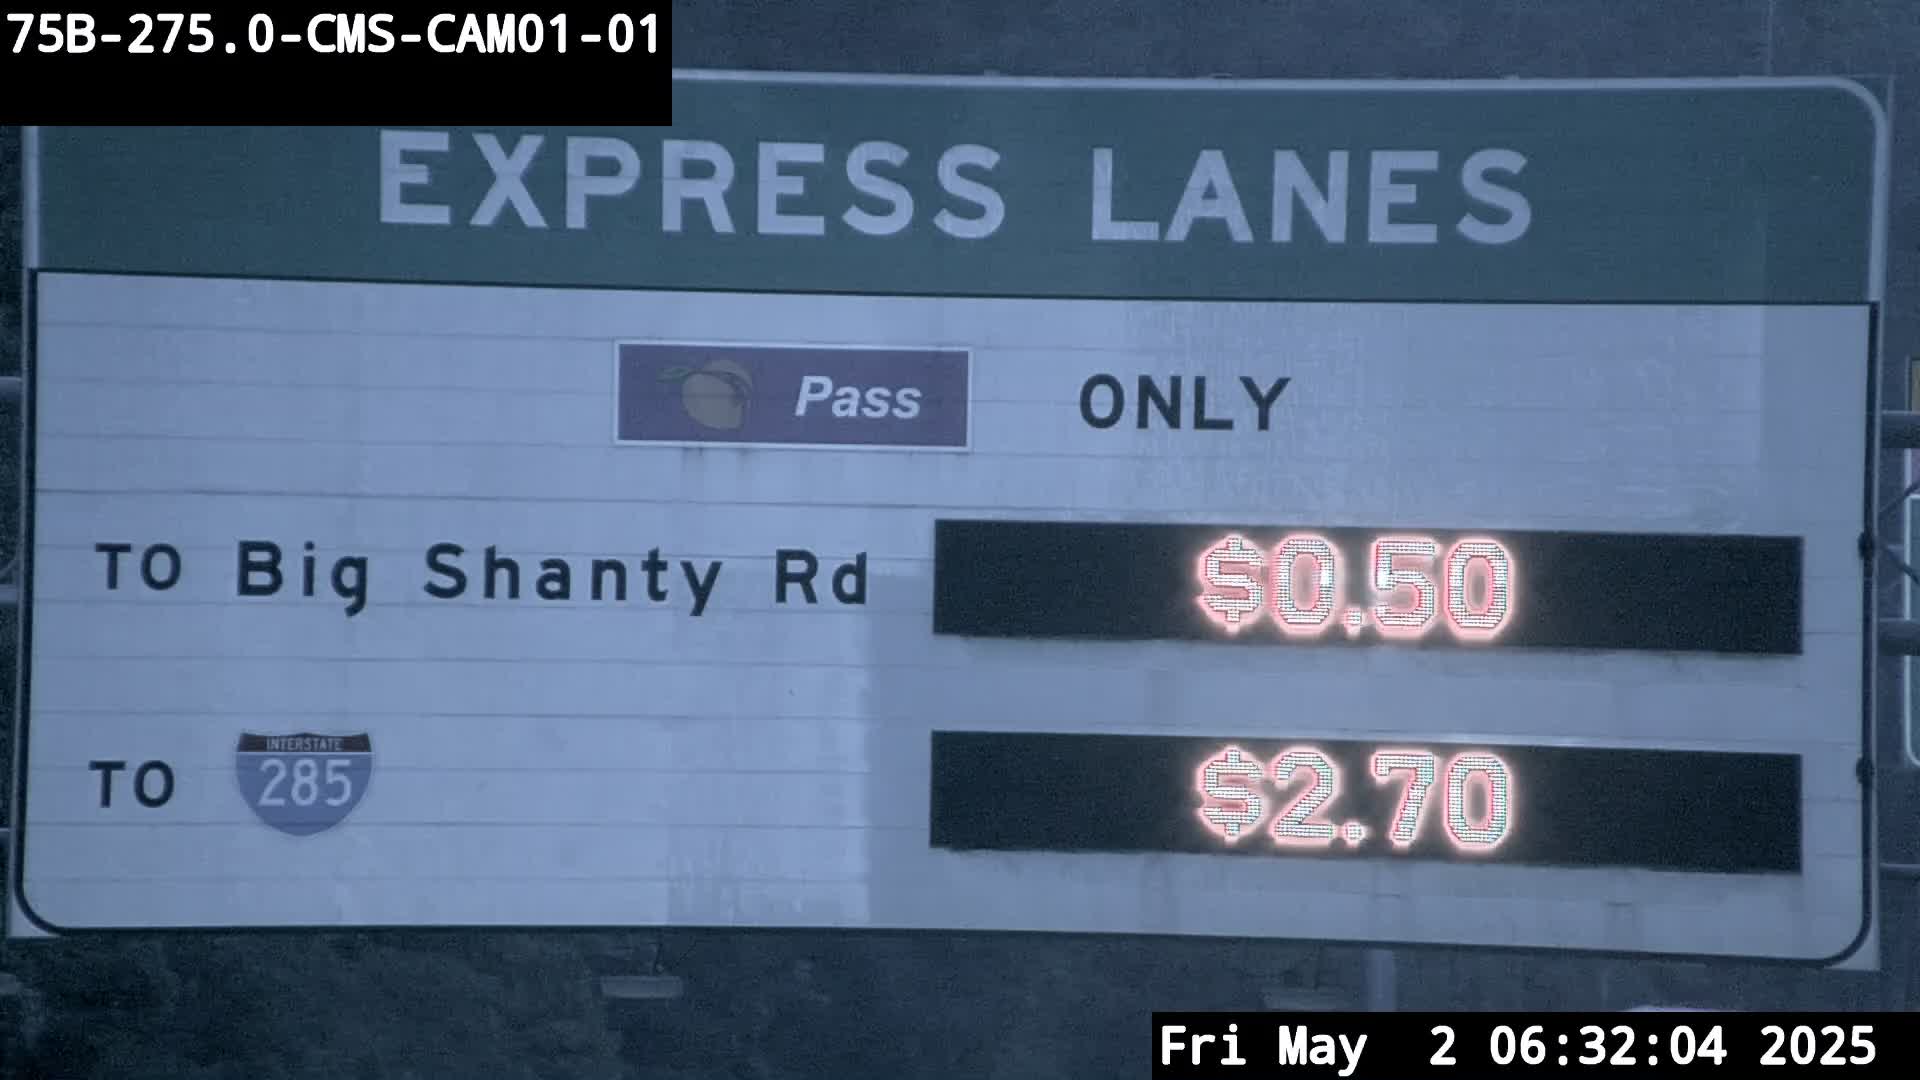 75B-275.0-CMS-CAM01-01
EXPRESS LANES
Pass ONLY
TO Big Shanty Rd $0.50
INTERSTATE
TO 285 $2.70
Fri May 2 06:32:04 2025